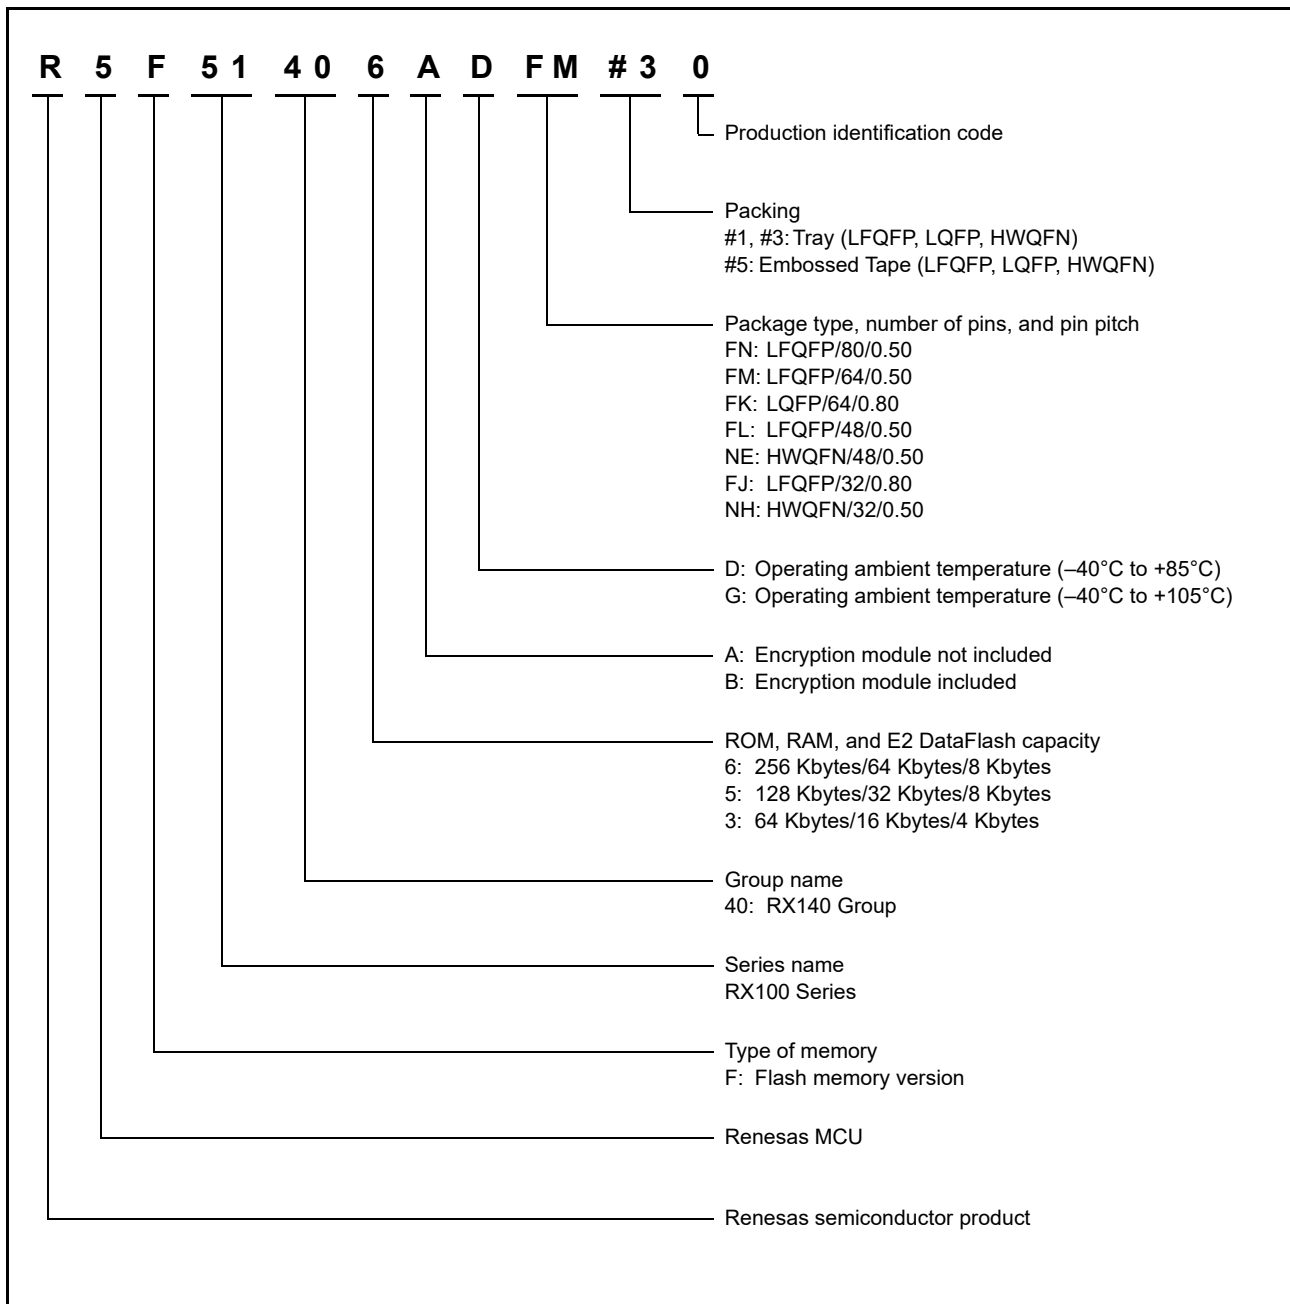 R 5 F 5 1 4 0 6 A D F M # 3 0
Production identification code
Packing
#1, #3: Tray (LFQFP, LQFP, HWQFN)
#5: Embossed Tape (LFQFP, LQFP, HWQFN)
Package type, number of pins, and pin pitch
FN: LFQFP/80/0.50
FM: LFQFP/64/0.50
FK: LQFP/64/0.80
FL: LFQFP/48/0.50
NE: HWQFN/48/0.50
FJ: LFQFP/32/0.80
NH: HWQFN/32/0.50
D: Operating ambient temperature (–40°C to +85°C)
G: Operating ambient temperature (–40°C to +105°C)
A: Encryption module not included
B: Encryption module included
ROM, RAM, and E2 DataFlash capacity
6: 256 Kbytes/64 Kbytes/8 Kbytes
5: 128 Kbytes/32 Kbytes/8 Kbytes
3: 64 Kbytes/16 Kbytes/4 Kbytes
Group name
40: RX140 Group
Series name
RX100 Series
Type of memory
F: Flash memory version
Renesas MCU
Renesas semiconductor product